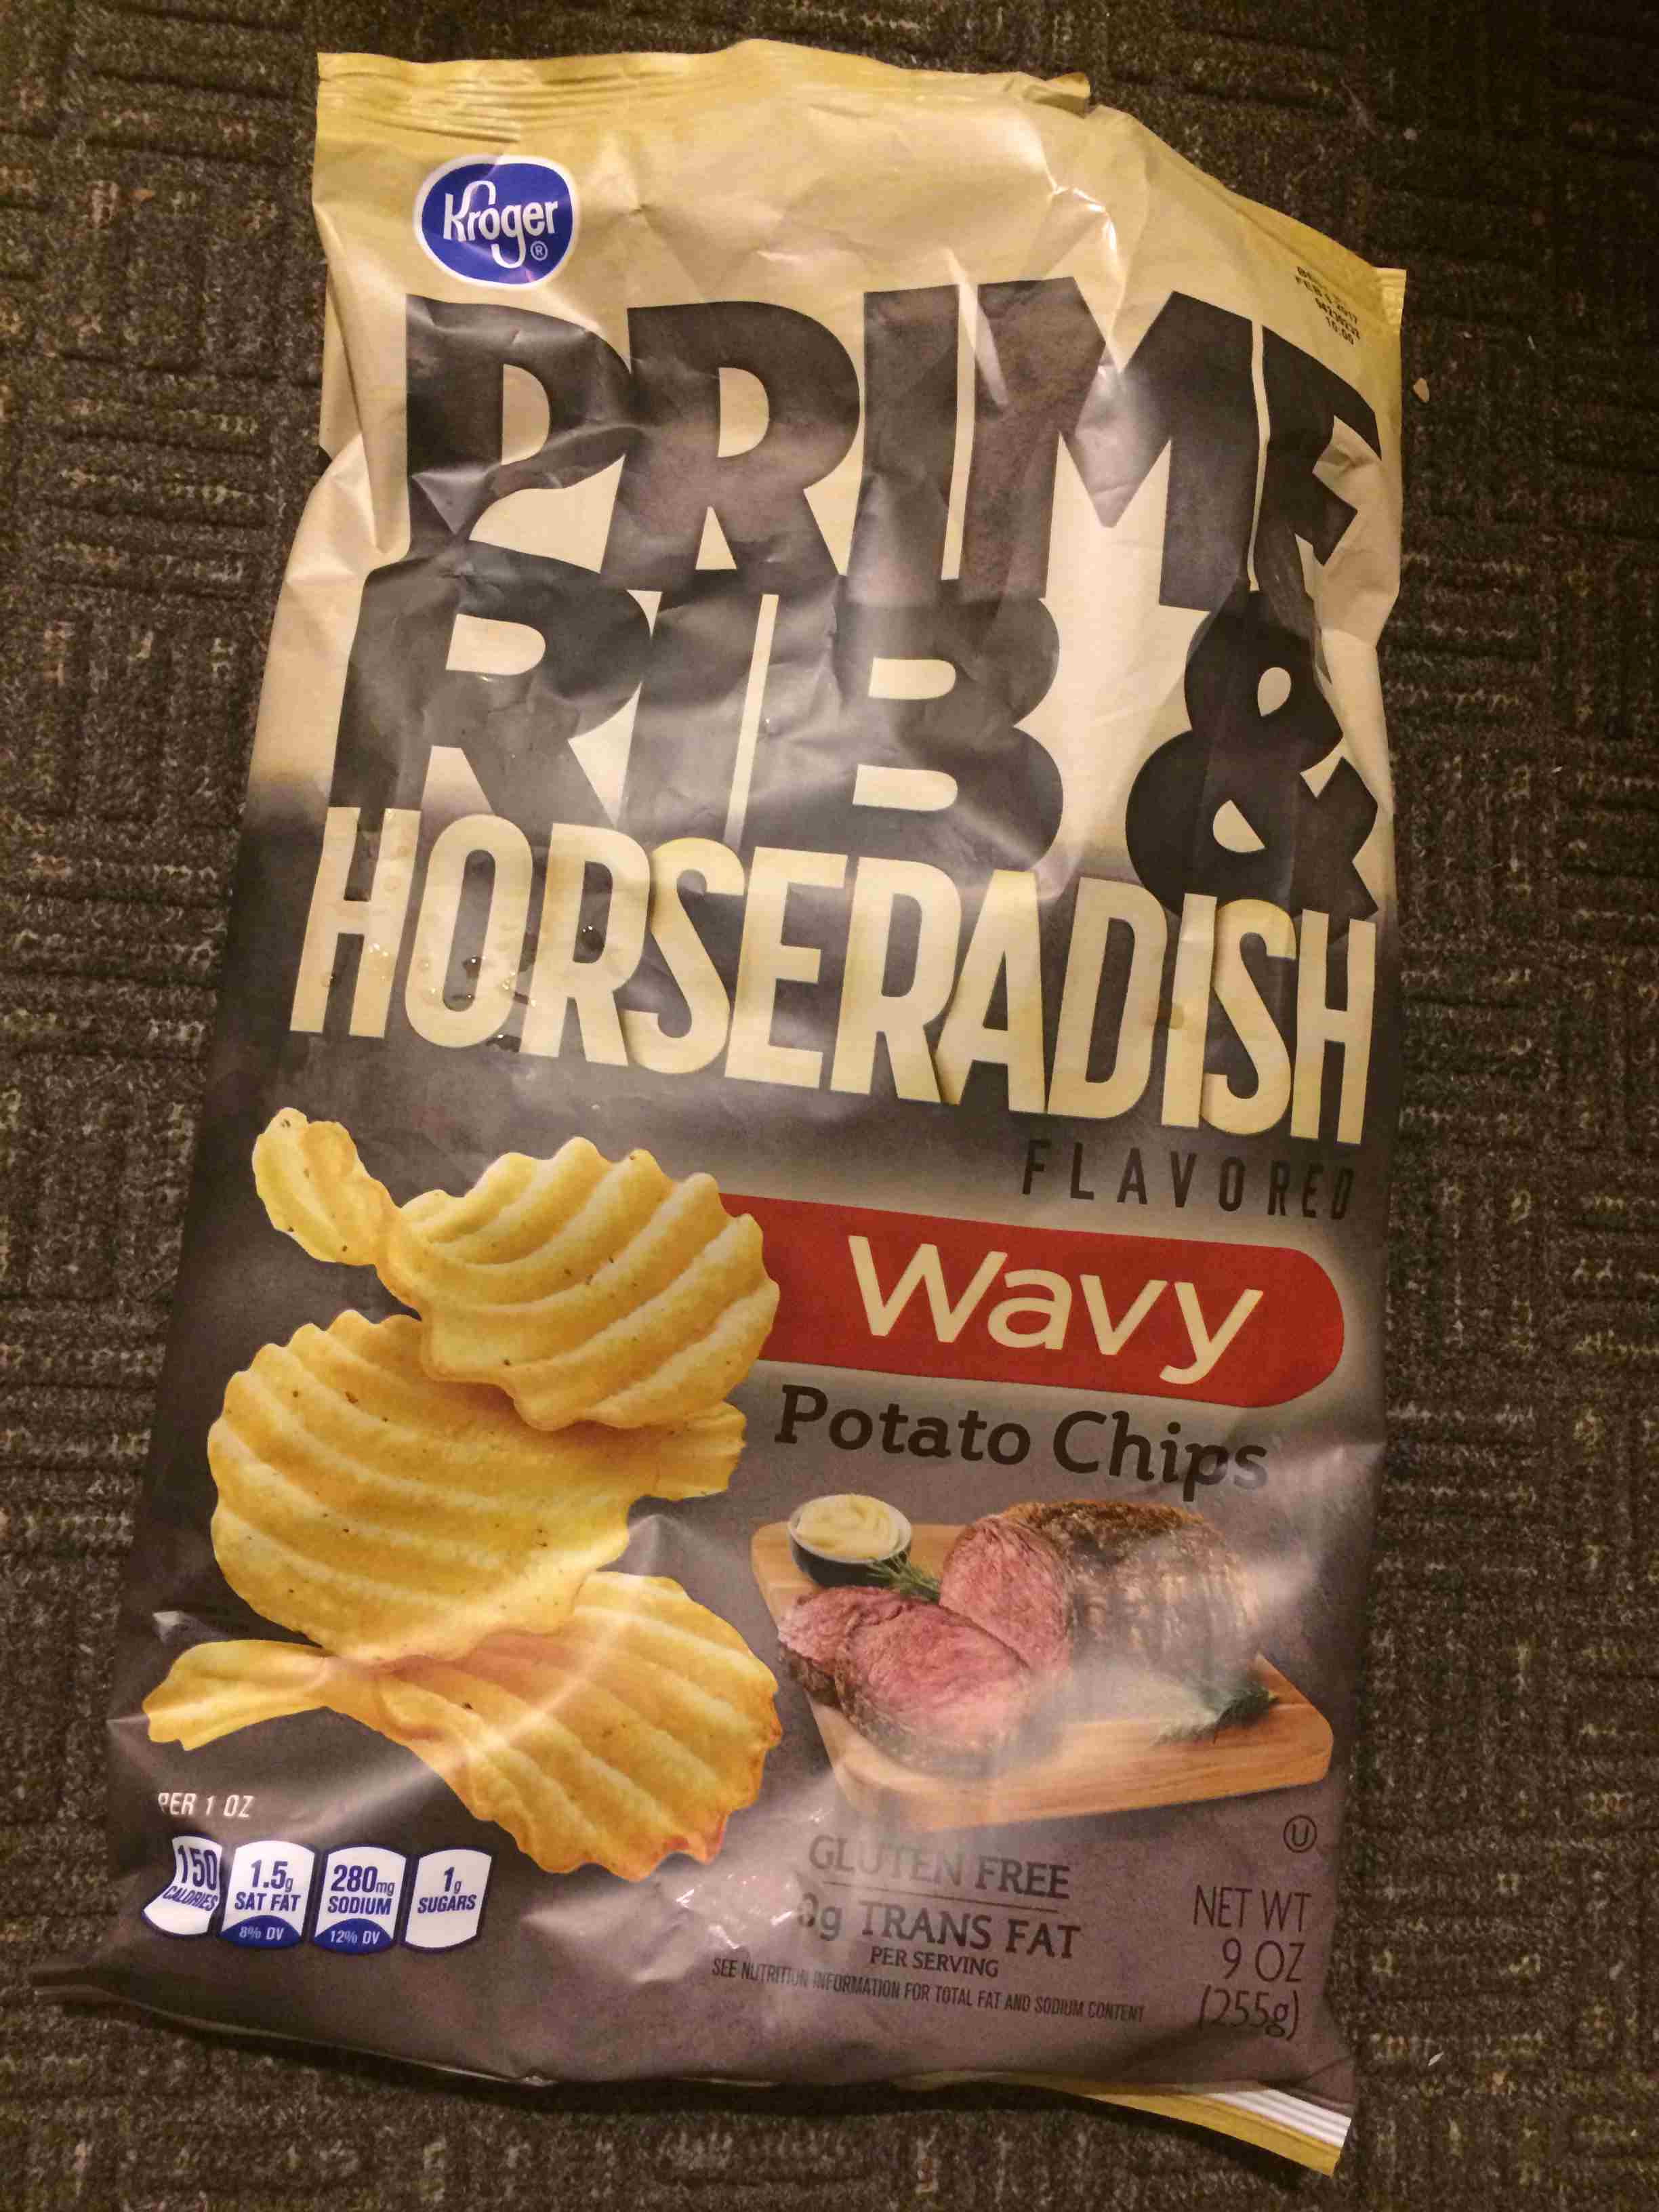 Kroger®
PRIME
RIB &
HORSERADISH
FLAVORED
Wavy
Potato Chips
PER 1 OZ
150
CALORIES
1.5g
SAT FAT
8% DV
280mg
SODIUM
12% DV
1g
SUGARS
GLUTEN FREE
0g TRANS FAT
PER SERVING
SEE NUTRITION INFORMATION FOR TOTAL FAT AND SODIUM CONTENT
U
NET WT
9 OZ
(255g)